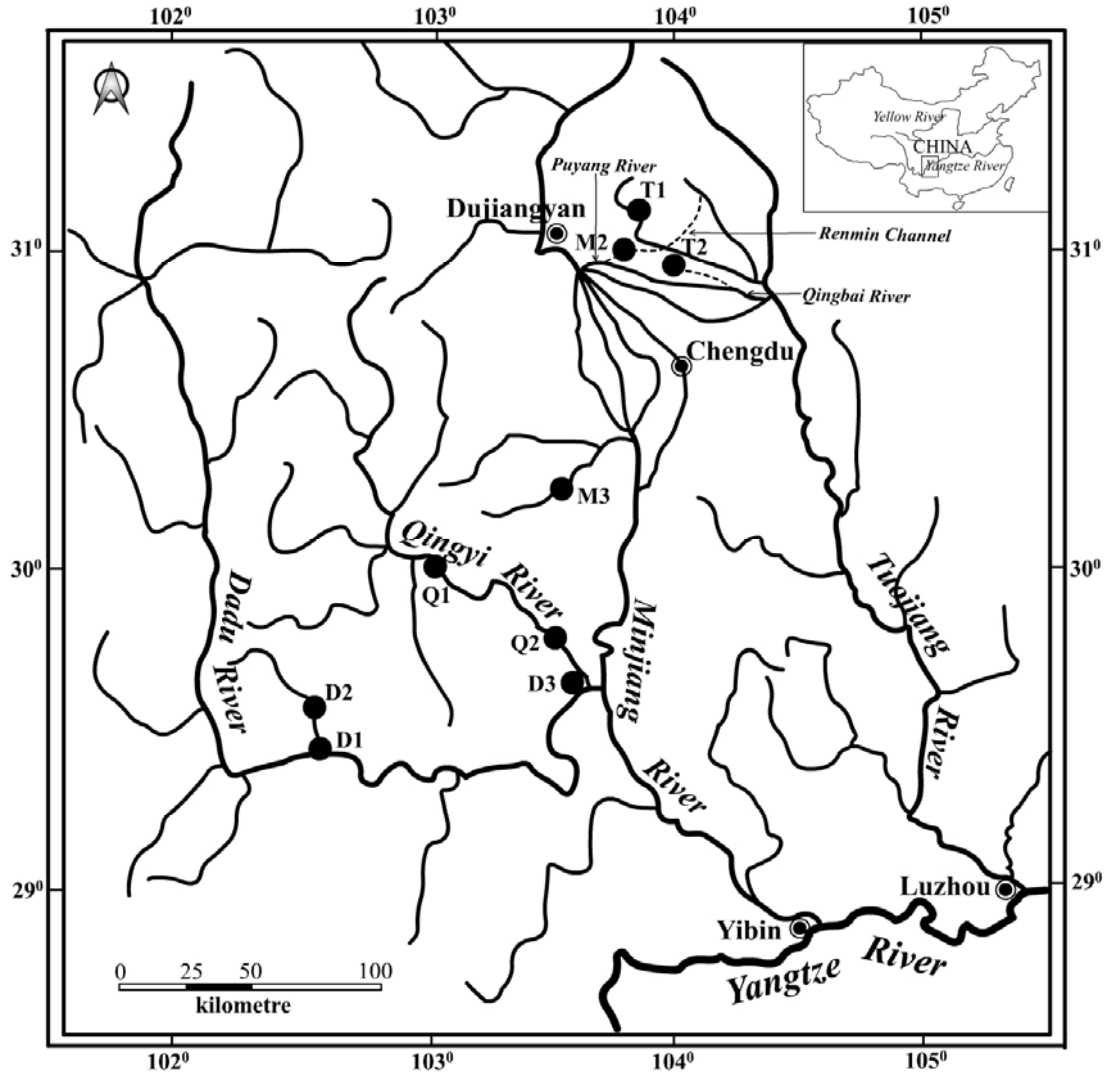 102⁰ 103⁰ 104⁰ 105⁰
Yellow River
CHINA
Yangtze River
Puyang River
T1
Dujiangyan
Renmin Channel
31⁰ 31⁰
M2
T2
Qingbai River
Chengdu
M3
Qingyi River
30⁰ 30⁰
Q1
Tuojiang River
Dadu River
Minjiang River
Q2
D3
D2
D1
29⁰ 29⁰
Luzhou
Yibin
Yangtze River
0 25 50 100
kilometre
102⁰ 103⁰ 104⁰ 105⁰